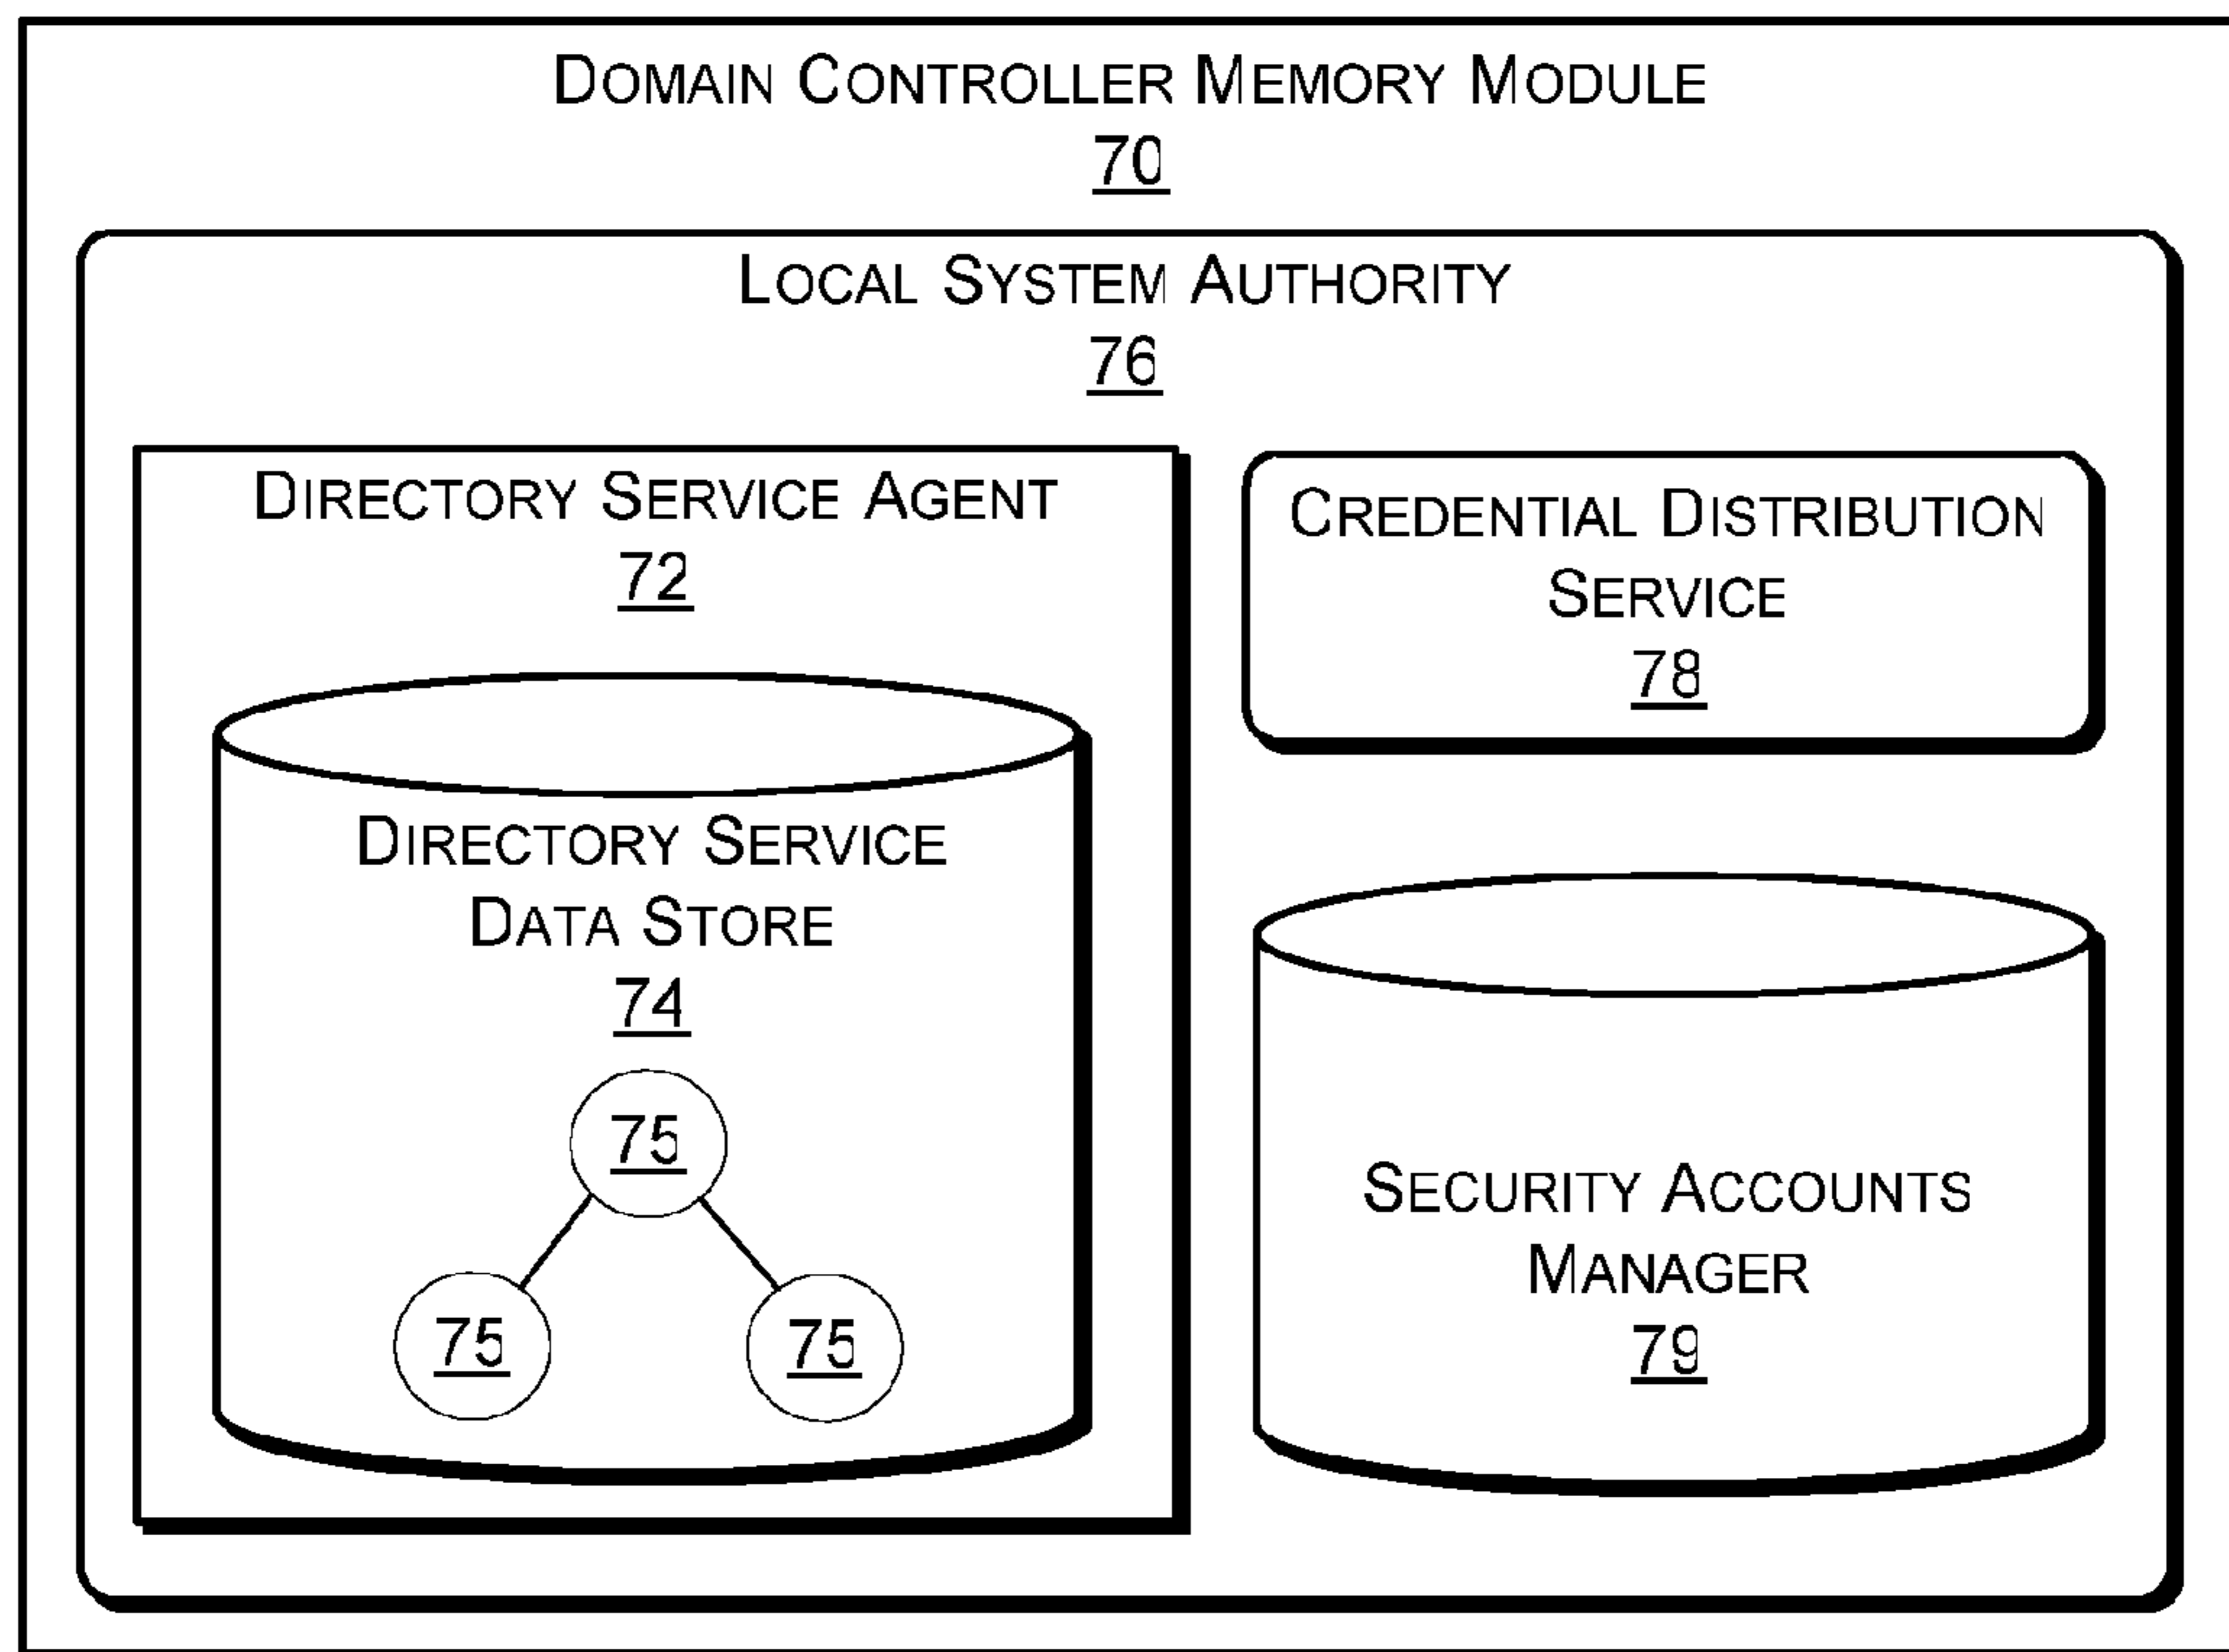 DOMAIN CONTROLLER MEMORY MODULE
70
LOCAL SYSTEM AUTHORITY
76
DIRECTORY SERVICE AGENT
72
DIRECTORY SERVICE
DATA STORE
74
75
75
75
CREDENTIAL DISTRIBUTION
SERVICE
78
SECURITY ACCOUNTS
MANAGER
79